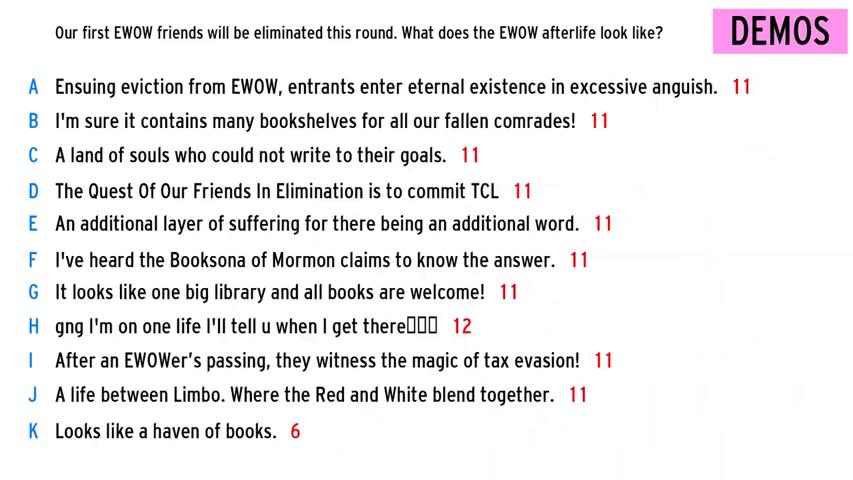 Our first EWOW friends will be eliminated this round. What does the EWOW afterlife look like?
DEMOS
A Ensuing eviction from EWOW, entrants enter eternal existence in excessive anguish. 11
B I'm sure it contains many bookshelves for all our fallen comrades! 11
C A land of souls who could not write to their goals. 11
D The Quest Of Our Friends In Elimination is to commit TCL 11
E An additional layer of suffering for there being an additional word. 11
F I've heard the Booksona of Mormon claims to know the answer. 11
G It looks like one big library and all books are welcome! 11
H gng I'm on one life I'll tell u when I get there▯▯▯ 12
I After an EWOWer’s passing, they witness the magic of tax evasion! 11
J A life between Limbo. Where the Red and White blend together. 11
K Looks like a haven of books. 6